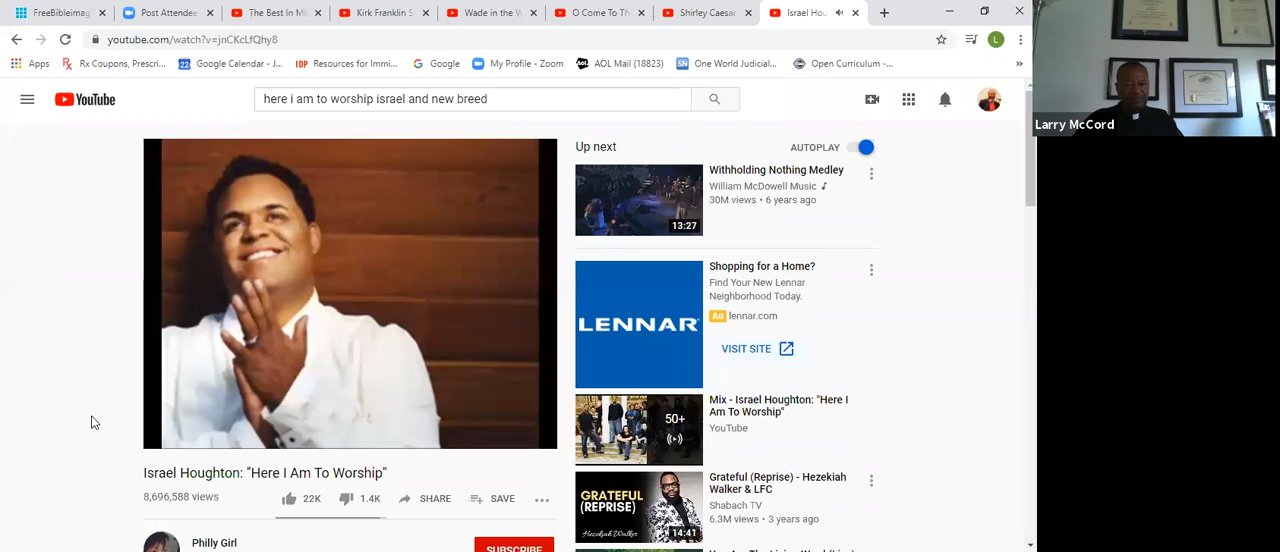 FreeBibleimag
Post Attendee
The Best In Mi
Kirk Franklin S
Wade in the W
O Come To Th
Shirley Caesar
Israel Hou
youtube.com/watch?v=jnCKcLfQhy8
L
Apps
Rx Coupons, Prescri...
Google Calendar - J...
IDP Resources for Immi...
Google
My Profile - Zoom
AOL Mail (18823)
One World Judicial...
Open Curriculum -...
YouTube
here i am to worship israel and new breed
Larry McCord
Up next
AUTOPLAY
Withholding Nothing Medley
William McDowell Music
30M views • 6 years ago
13:27
Shopping for a Home?
Find Your New Lennar
Neighborhood Today.
Ad lennar.com
LENNAR
VISIT SITE
50+
Mix - Israel Houghton: "Here I
Am To Worship"
YouTube
GRATEFUL
(REPRISE)
Hezekiah Walker
14:41
Grateful (Reprise) - Hezekiah
Walker & LFC
Shabach TV
6.3M views • 3 years ago
Israel Houghton: "Here I Am To Worship"
8,696,588 views
22K
1.4K
SHARE
SAVE
Philly Girl
SUBSCRIBE